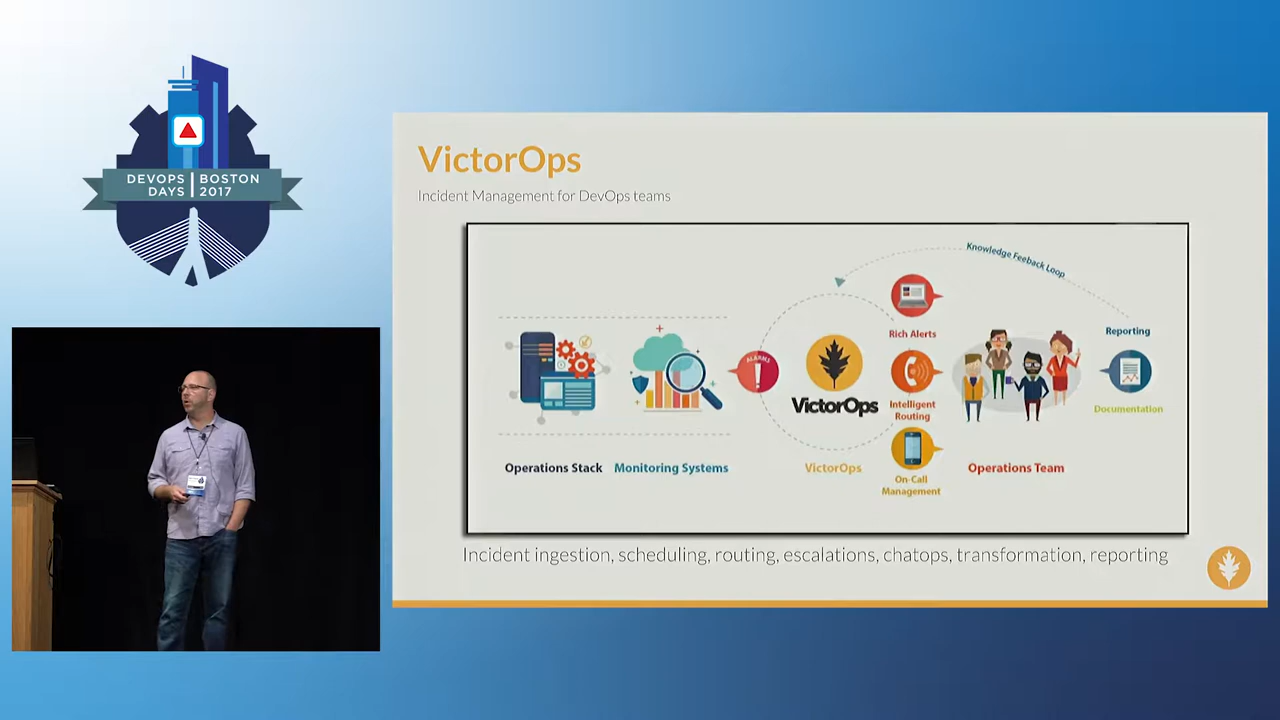 DEVOPS
DAYS
BOSTON
2017
VictorOps
Incident Management for DevOps teams
Knowledge Feeback Loop
Rich Alerts
Reporting
ALARMS
VictorOps
Intelligent
Routing
Documentation
Operations Stack
Monitoring Systems
VictorOps
On-Call
Management
Operations Team
Incident ingestion, scheduling, routing, escalations, chatops, transformation, reporting